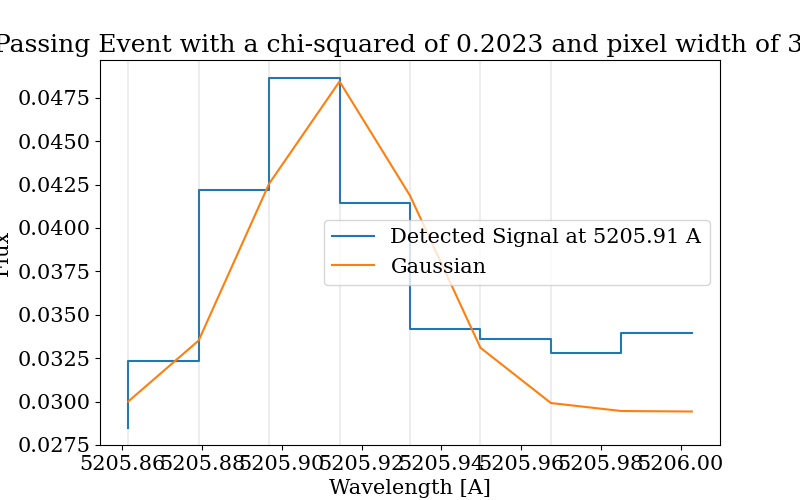 Passing Event with a chi-squared of 0.2023 and pixel width of 3
0.0475
0.0450
0.0425
0.0400
0.0375
0.0350
0.0325
0.0300
0.0275
Flux
Detected Signal at 5205.91 A
Gaussian
5205.86 5205.88 5205.90 5205.92 5205.94 5205.96 5205.98 5206.00
Wavelength [A]